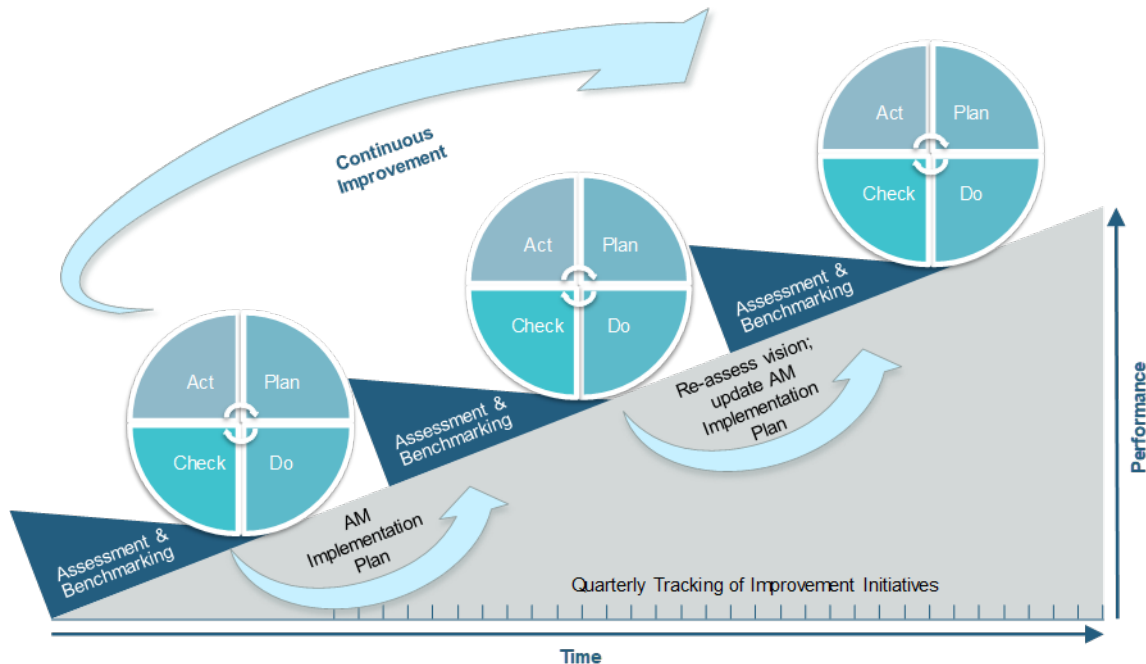 Continuous
Improvement
Act
Plan
Check
Do
Act
Plan
Check
Do
Act
Plan
Check
Do
Assessment &
Benchmarking
Assessment &
Benchmarking
Assessment &
Benchmarking
AM
Implementation
Plan
Re-assess vision;
update AM
Implementation
Plan
Quarterly Tracking of Improvement Initiatives
Time
Performance